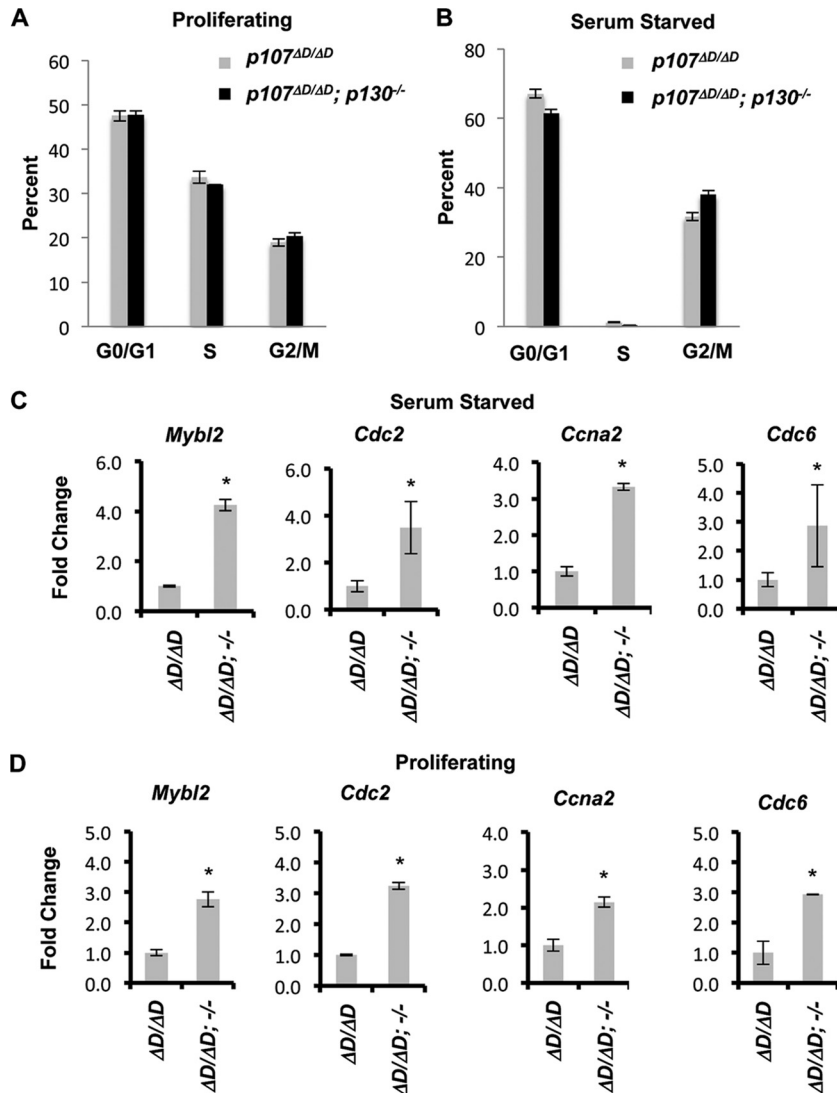 A
Proliferating
p107ΔD/ΔD
p107ΔD/ΔD; p130-/-
Percent
60
50
40
30
20
10
0
G0/G1
S
G2/M
B
Serum Starved
p107ΔD/ΔD
p107ΔD/ΔD; p130-/-
Percent
80
60
40
20
0
G0/G1
S
G2/M
C
Serum Starved
Mybl2
Cdc2
Ccna2
Cdc6
Fold Change
6.0
4.0
2.0
0.0
*
ΔD/ΔD
ΔD/ΔD; -/-
6.0
4.0
2.0
0.0
*
ΔD/ΔD
ΔD/ΔD; -/-
4.0
3.0
2.0
1.0
0.0
*
ΔD/ΔD
ΔD/ΔD; -/-
5.0
4.0
3.0
2.0
1.0
0.0
*
ΔD/ΔD
ΔD/ΔD; -/-
D
Proliferating
Mybl2
Cdc2
Ccna2
Cdc6
Fold Change
5.0
4.0
3.0
2.0
1.0
0.0
*
ΔD/ΔD
ΔD/ΔD; -/-
5.0
4.0
3.0
2.0
1.0
0.0
*
ΔD/ΔD
ΔD/ΔD; -/-
4.0
3.0
2.0
1.0
0.0
*
ΔD/ΔD
ΔD/ΔD; -/-
5.0
4.0
3.0
2.0
1.0
0.0
*
ΔD/ΔD
ΔD/ΔD; -/-